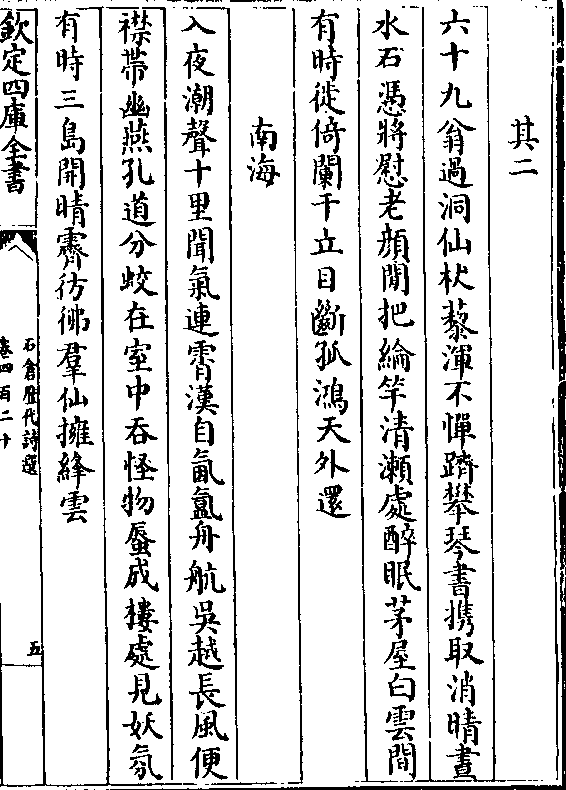 其二
六十九翁過洞仙杖藜渾不憚躋攀琴書携取消晴晝
水石憑將慰老顔閒把綸竿清瀬處醉眠茅屋白雲間
有時徙倚闌干立目斷孤鴻天外還
南海
入夜潮聲十里聞氣連霄漢自氤氲舟航吳越長風便
襟帶幽燕孔道分蛟在室中吞怪物蜃成樓處見妖氛
有時三島開晴霽彷彿羣仙擁絳雲
欽定四庫全書
石倉歷代詩選
卷四百二十
五